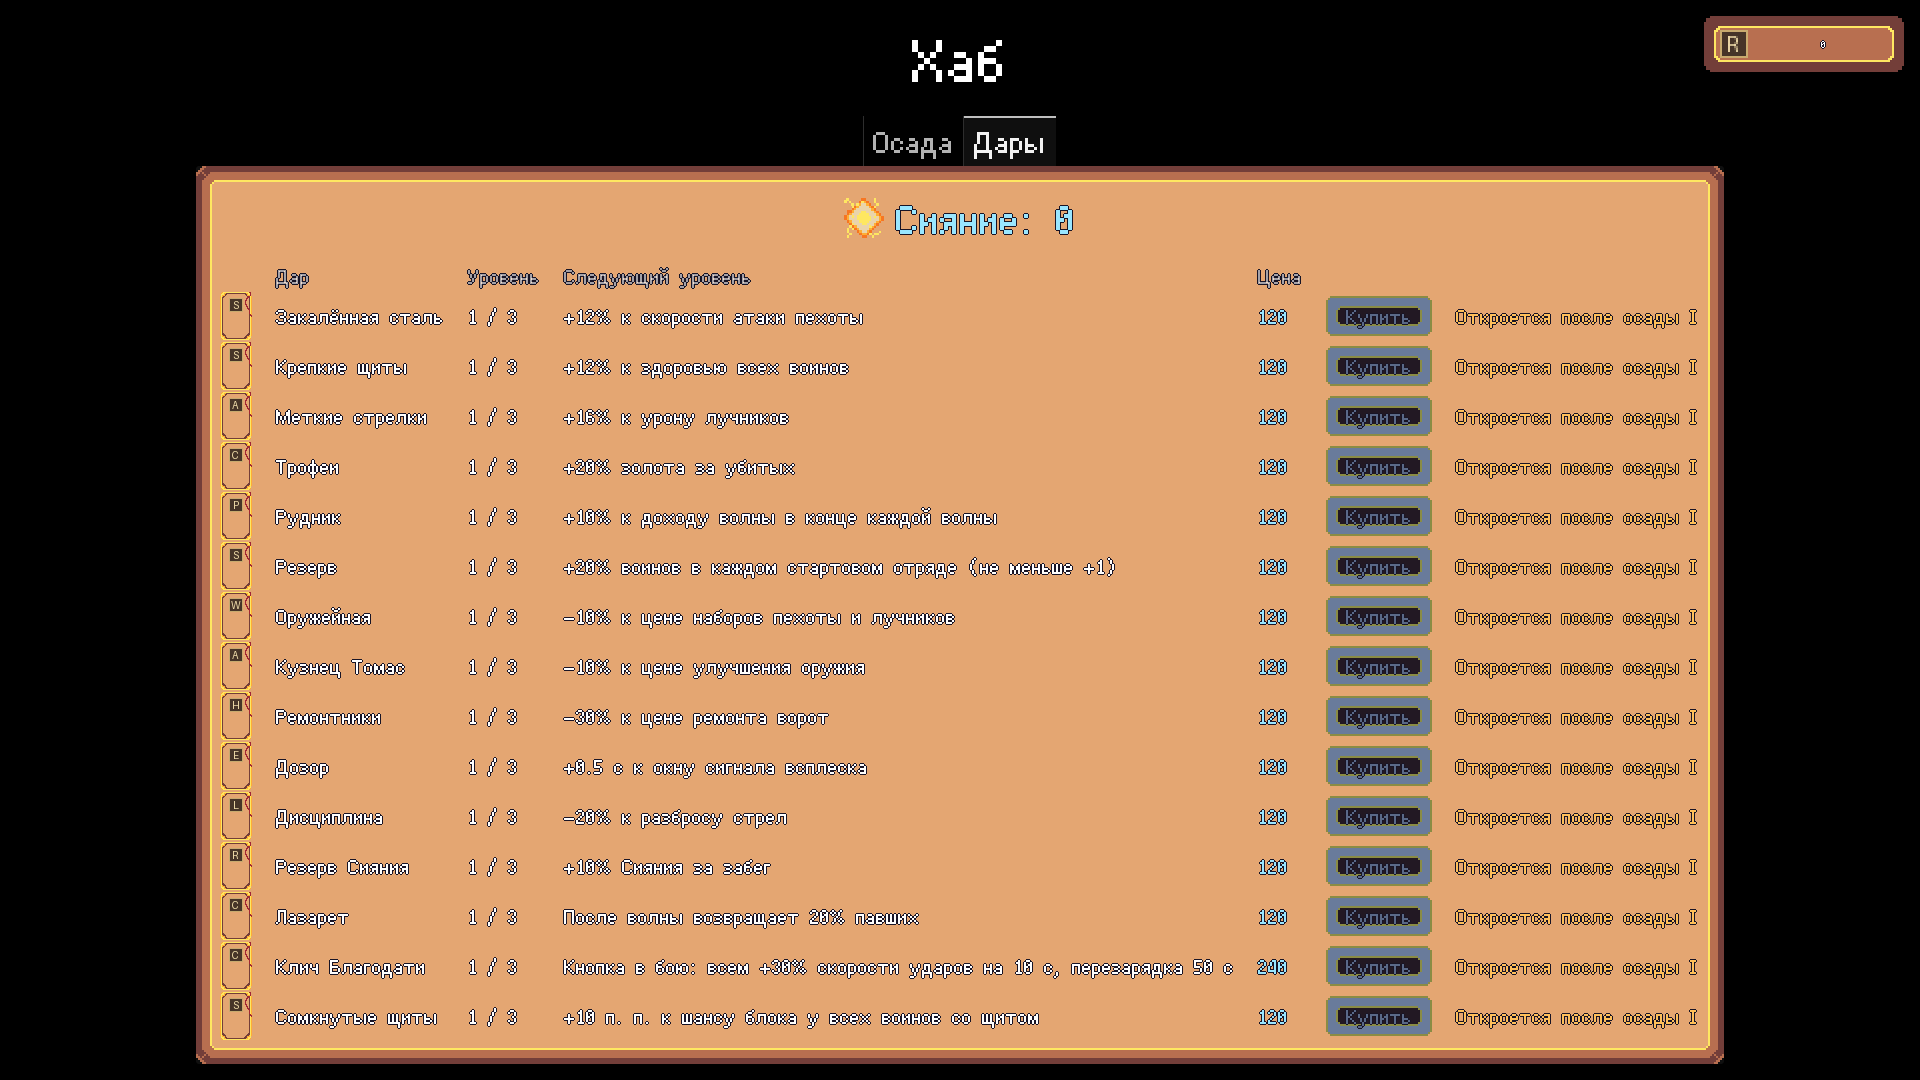 Хаб
R 0
Осада Дары
Сияние: 0
Дар Уровень Следующий уровень Цена
S Закалённая сталь 1 / 3 +12% к скорости атаки пехоты 120 Купить Откроется после осады I
S Крепкие щиты 1 / 3 +12% к здоровью всех воинов 120 Купить Откроется после осады I
A Меткие стрелки 1 / 3 +16% к урону лучников 120 Купить Откроется после осады I
C Трофеи 1 / 3 +20% золота за убитых 120 Купить Откроется после осады I
P Рудник 1 / 3 +10% к доходу волны в конце каждой волны 120 Купить Откроется после осады I
S Резерв 1 / 3 +20% воинов в каждом стартовом отряде (не меньше +1) 120 Купить Откроется после осады I
W Оружейная 1 / 3 −10% к цене наборов пехоты и лучников 120 Купить Откроется после осады I
A Кузнец Томас 1 / 3 −10% к цене улучшения оружия 120 Купить Откроется после осады I
H Ремонтники 1 / 3 −30% к цене ремонта ворот 120 Купить Откроется после осады I
E Дозор 1 / 3 +0.5 с к окну сигнала всплеска 120 Купить Откроется после осады I
L Дисциплина 1 / 3 −20% к разбросу стрел 120 Купить Откроется после осады I
R Резерв Сияния 1 / 3 +10% Сияния за забег 120 Купить Откроется после осады I
C Лазарет 1 / 3 После волны возвращает 20% павших 120 Купить Откроется после осады I
C Клич Благодати 1 / 3 Кнопка в бою: всем +30% скорости ударов на 10 с, перезарядка 50 с 240 Купить Откроется после осады I
S Сомкнутые щиты 1 / 3 +10 п. п. к шансу блока у всех воинов со щитом 120 Купить Откроется после осады I